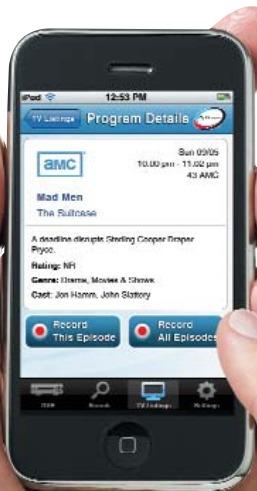 iPod 12:53 PM
TV Listings Program Details
amc
Sun 09/05
10:00 pm - 11:02 pm
43 AMC
Mad Men
The Suitcase
A deadline disrupts Sterling Cooper Draper
Pryce.
Rating: NR
Genre: Drama, Movies & Shows
Cast: Jon Hamm, John Slattery
Record
This Episode
Record
All Episodes
DVR Search TV Listings Settings